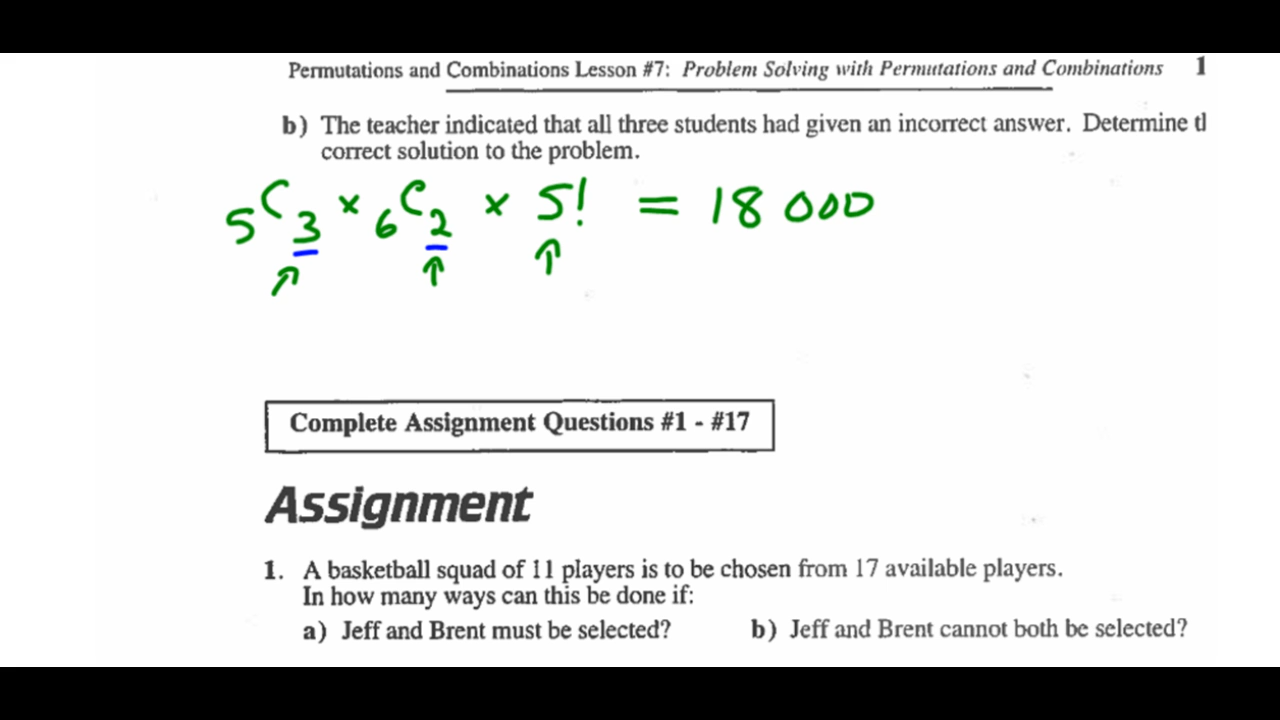 Permutations and Combinations Lesson #7: Problem Solving with Permutations and Combinations 1
b) The teacher indicated that all three students had given an incorrect answer. Determine
correct solution to the problem.
5C3 × 6C2 × 5! = 18 000
Complete Assignment Questions #1 - #17
Assignment
1. A basketball squad of 11 players is to be chosen from 17 available players.
In how many ways can this be done if:
a) Jeff and Brent must be selected? b) Jeff and Brent cannot both be selected?